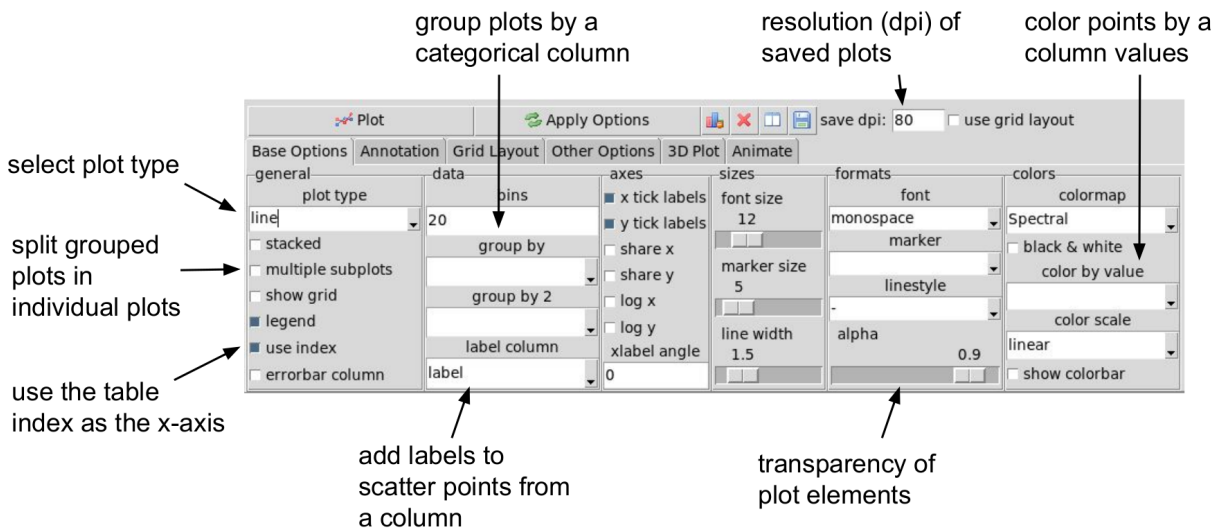 group plots by a
categorical column
resolution (dpi) of
saved plots
color points by a
column values
Plot
Apply Options
save dpi: 80
use grid layout
Base Options
Annotation
Grid Layout
Other Options
3D Plot
Animate
select plot type
split grouped
plots in
individual plots
use the table
index as the x-axis
general
plot type
line
stacked
multiple subplots
show grid
legend
use index
errorbar column
data
bins
20
group by
group by 2
label column
label
axes
x tick labels
y tick labels
share x
share y
log x
log y
xlabel angle
0
sizes
font size
12
marker size
5
line width
1.5
formats
font
monospace
marker
linestyle
-
alpha
0.9
colors
colormap
Spectral
black & white
color by value
color scale
linear
show colorbar
add labels to
scatter points from
a column
transparency of
plot elements